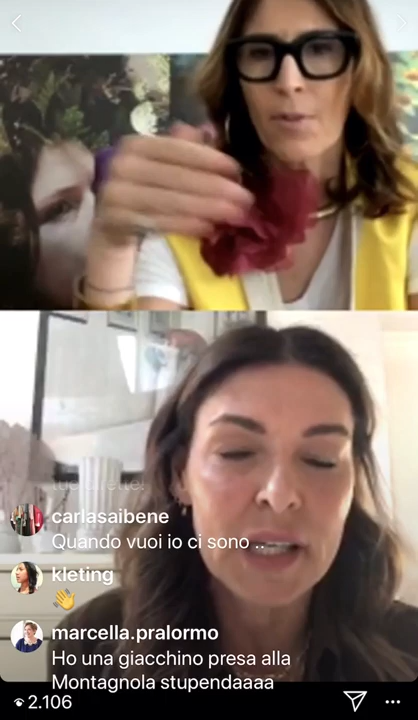 carlasaibene
Quando vuoi io ci sono ..
kleting
marcella.pralormo
Ho una giacchino presa alla
Montagnola stupendaaaa
2.106